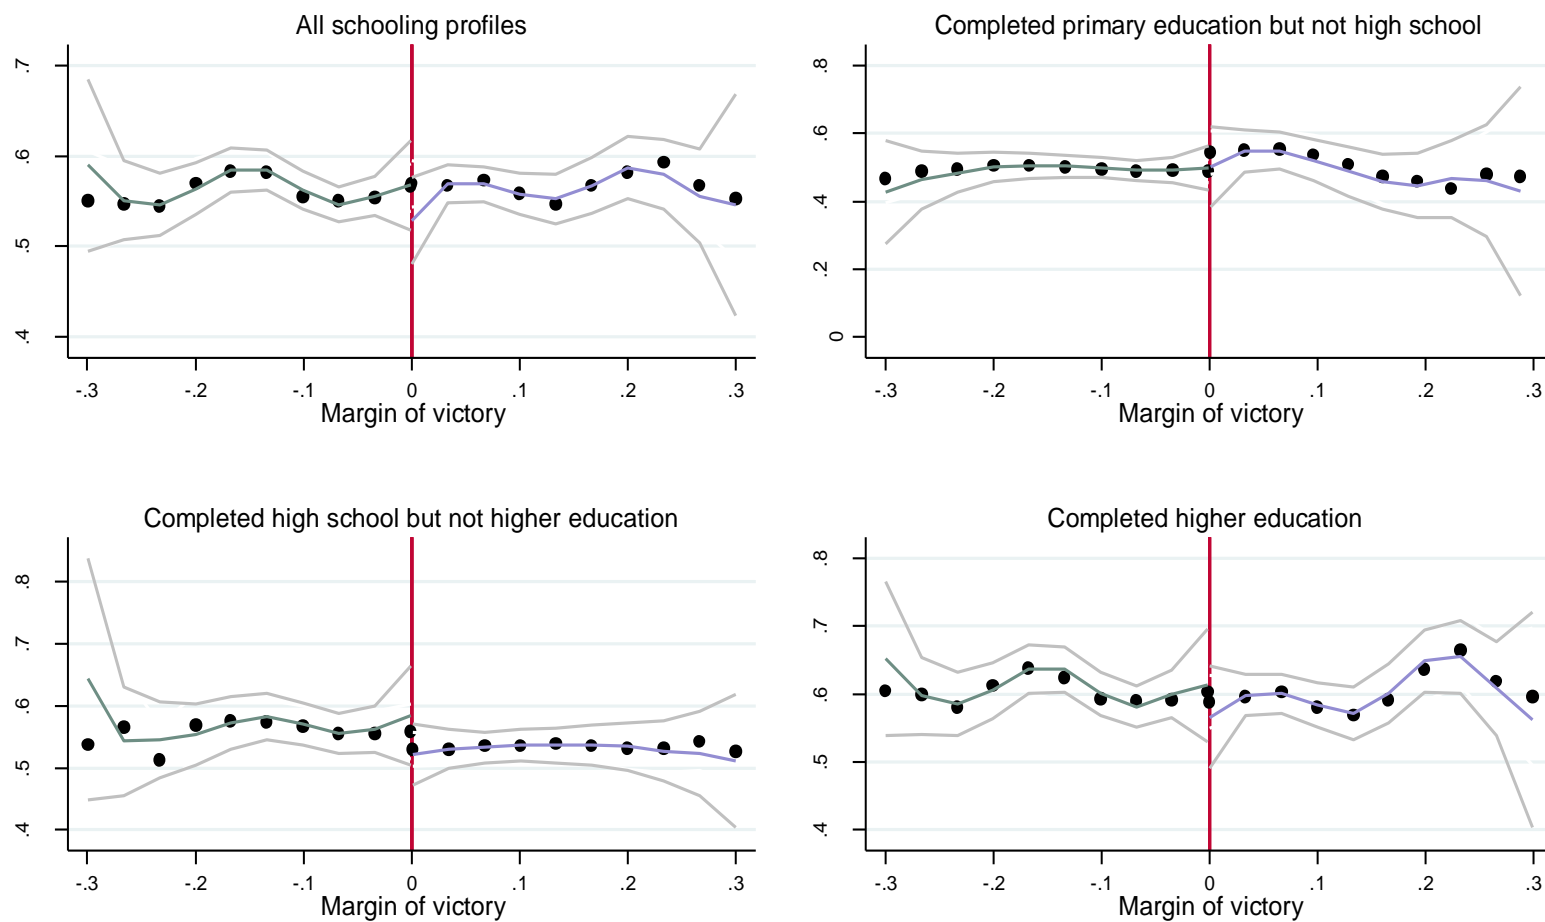 All schooling profiles
.7
.6
.5
.4
-.3 -.2 -.1 0 .1 .2 .3
Margin of victory
Completed primary education but not high school
.8
.6
.4
.2
0
-.3 -.2 -.1 0 .1 .2 .3
Margin of victory
Completed high school but not higher education
.8
.7
.6
.5
.4
-.3 -.2 -.1 0 .1 .2 .3
Margin of victory
Completed higher education
.8
.7
.6
.5
.4
-.3 -.2 -.1 0 .1 .2 .3
Margin of victory